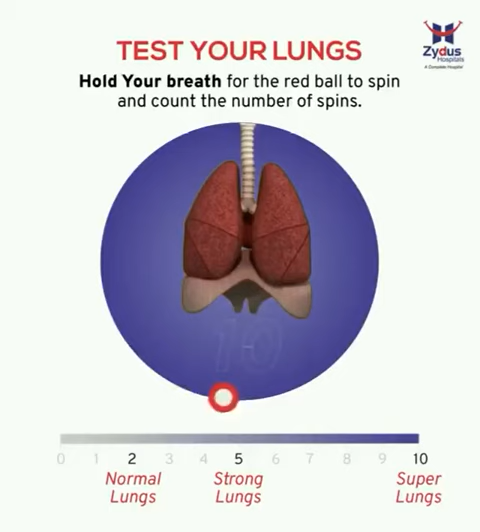 Zydus
Hospitals
A Complete Hospital
TEST YOUR LUNGS
Hold Your breath for the red ball to spin
and count the number of spins.
10
0 1 2 3 4 5 6 7 8 9 10
Normal Lungs
Strong Lungs
Super Lungs